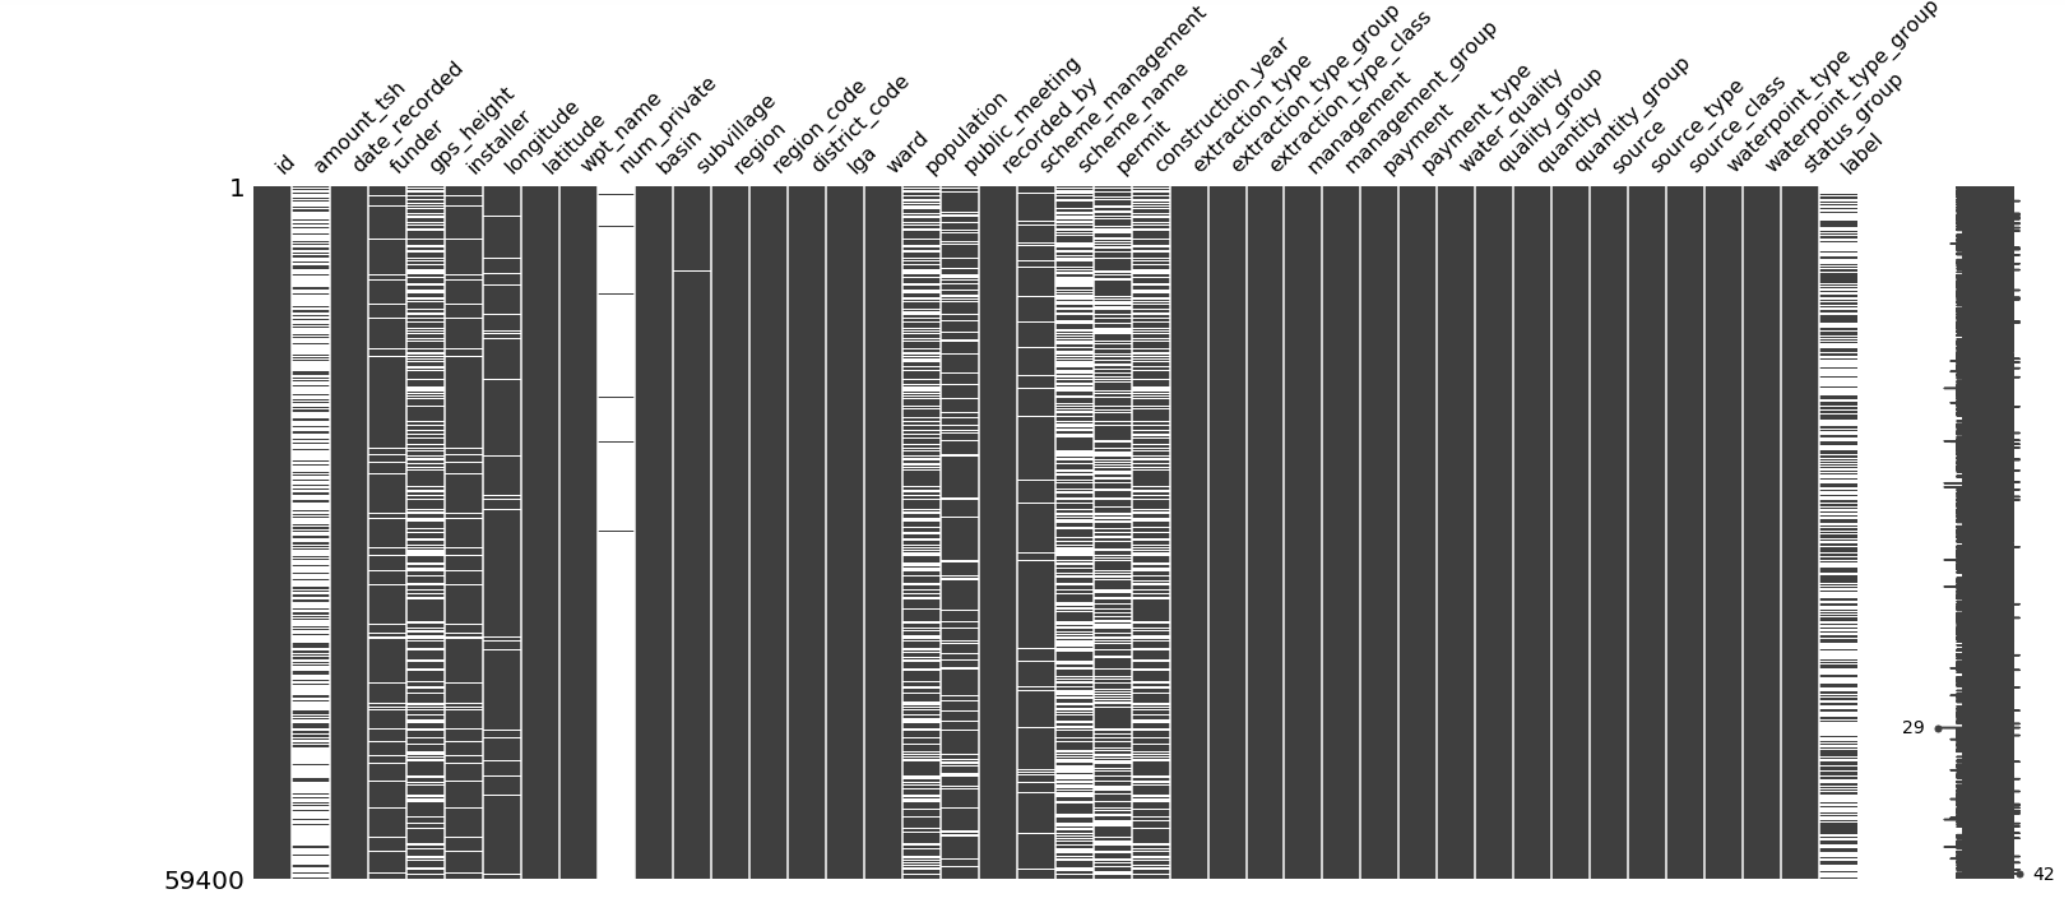 id
amount_tsh
date_recorded
funder
gps_height
installer
longitude
latitude
wpt_name
num_private
basin
subvillage
region
region_code
district_code
lga
ward
population
public_meeting
recorded_by
scheme_management
scheme_name
permit
construction_year
extraction_type
extraction_type_group
extraction_type_class
management
management_group
payment
payment_type
water_quality
quality_group
quantity
quantity_group
source
source_type
source_class
waterpoint_type
waterpoint_type_group
status_group
label
1
29
42
59400